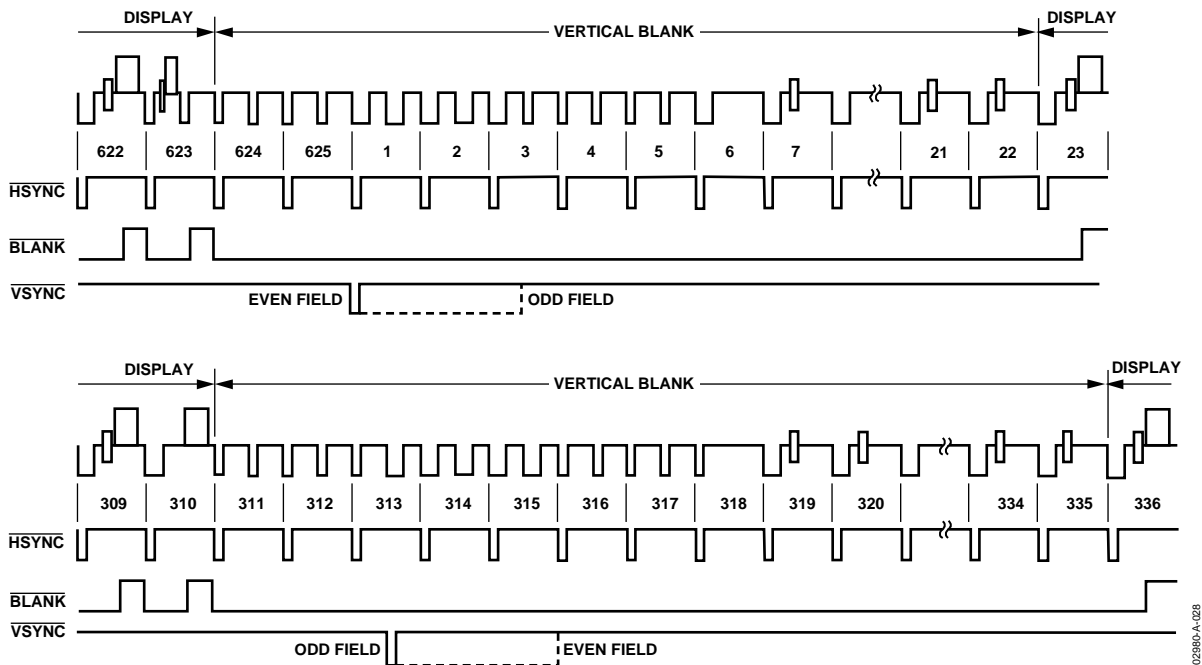 DISPLAY VERTICAL BLANK DISPLAY
622 623 624 625 1 2 3 4 5 6 7 21 22 23
HSYNC
BLANK
VSYNC
EVEN FIELD ODD FIELD
DISPLAY VERTICAL BLANK DISPLAY
309 310 311 312 313 314 315 316 317 318 319 320 334 335 336
HSYNC
BLANK
VSYNC
ODD FIELD EVEN FIELD
02980-A-028